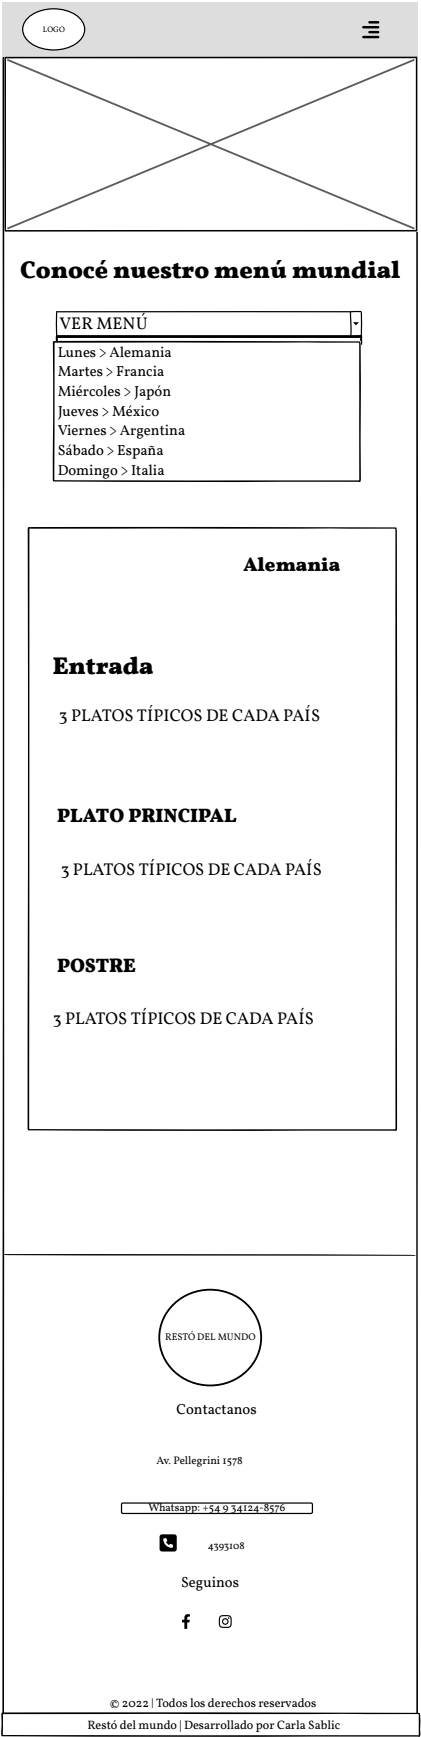 LOGO
Conocé nuestro menú mundial
VER MENÚ
Lunes > Alemania
Martes > Francia
Miércoles > Japón
Jueves > México
Viernes > Argentina
Sábado > España
Domingo > Italia
Alemania
Entrada
3 PLATOS TÍPICOS DE CADA PAÍS
PLATO PRINCIPAL
3 PLATOS TÍPICOS DE CADA PAÍS
POSTRE
3 PLATOS TÍPICOS DE CADA PAÍS
RESTÓ DEL MUNDO
Contactanos
Av. Pellegrini 1578
Whatsapp: +54 9 34124-8576
4393108
Seguinos
© 2022 | Todos los derechos reservados
Restó del mundo | Desarrollado por Carla Sablic